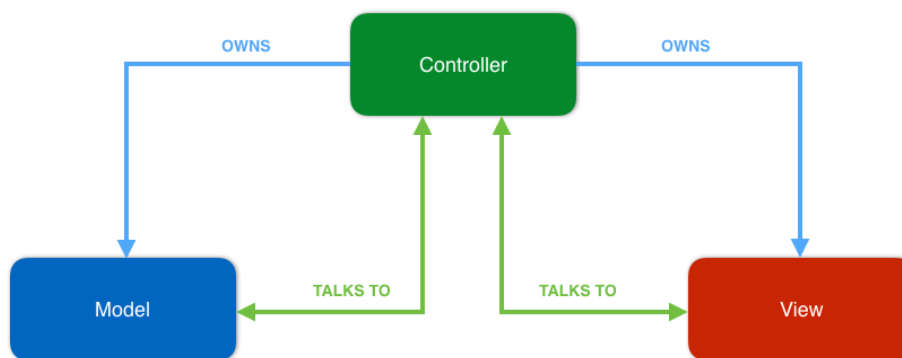 OWNS
OWNS
Controller
TALKS TO
TALKS TO
Model
View